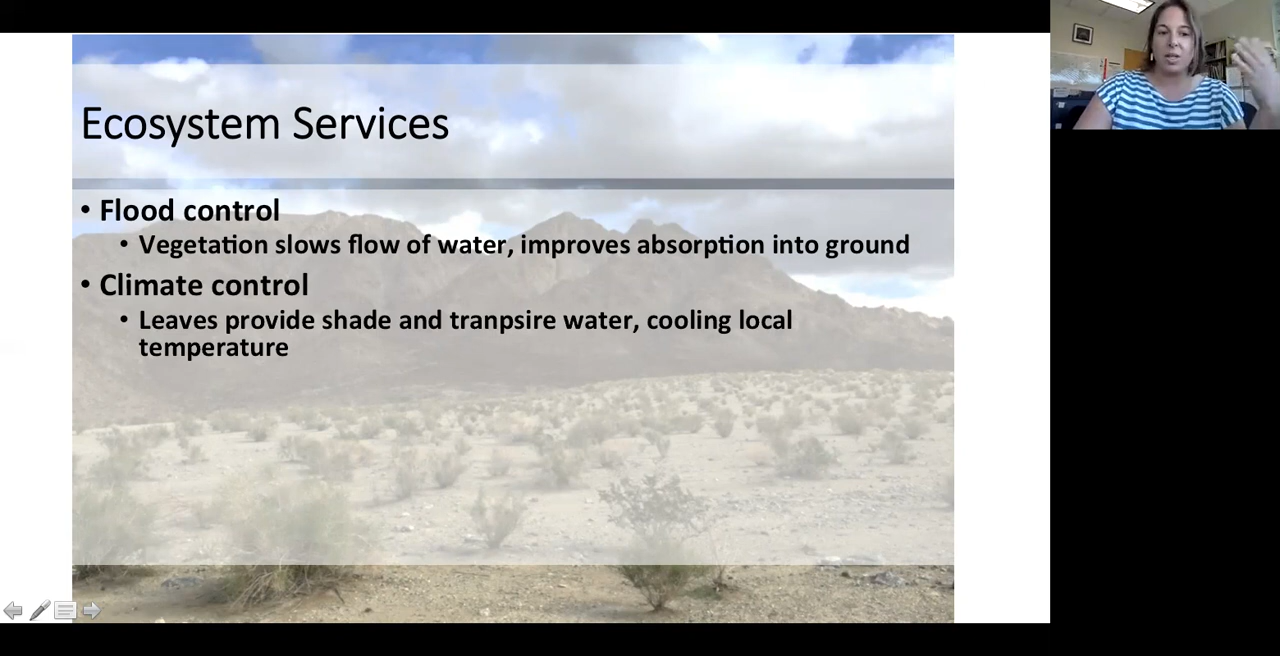 Ecosystem Services
• Flood control
• Vegetation slows flow of water, improves absorption into ground
• Climate control
• Leaves provide shade and tranpsire water, cooling local
temperature